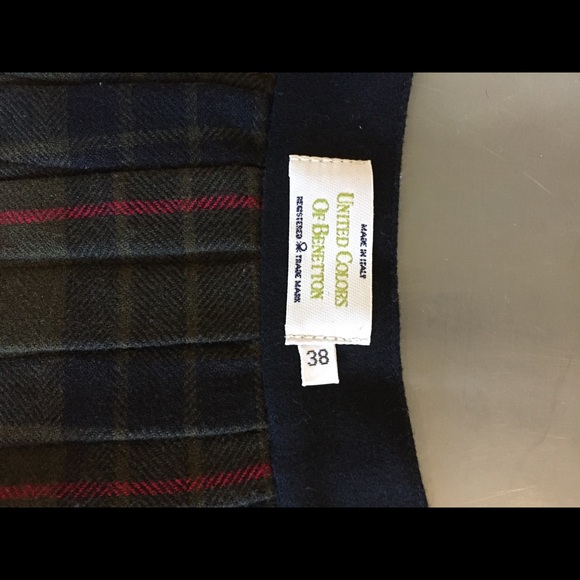 MADE IN ITALY
UNITED COLORS
OF BENETTON
REGISTERED TRADE MARK
38